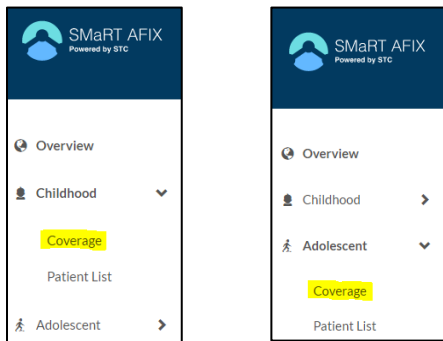 SMaRT AFIX
Powered by STC
Overview
Childhood
Coverage
Patient List
Adolescent
SMaRT AFIX
Powered by STC
Overview
Childhood
Adolescent
Coverage
Patient List